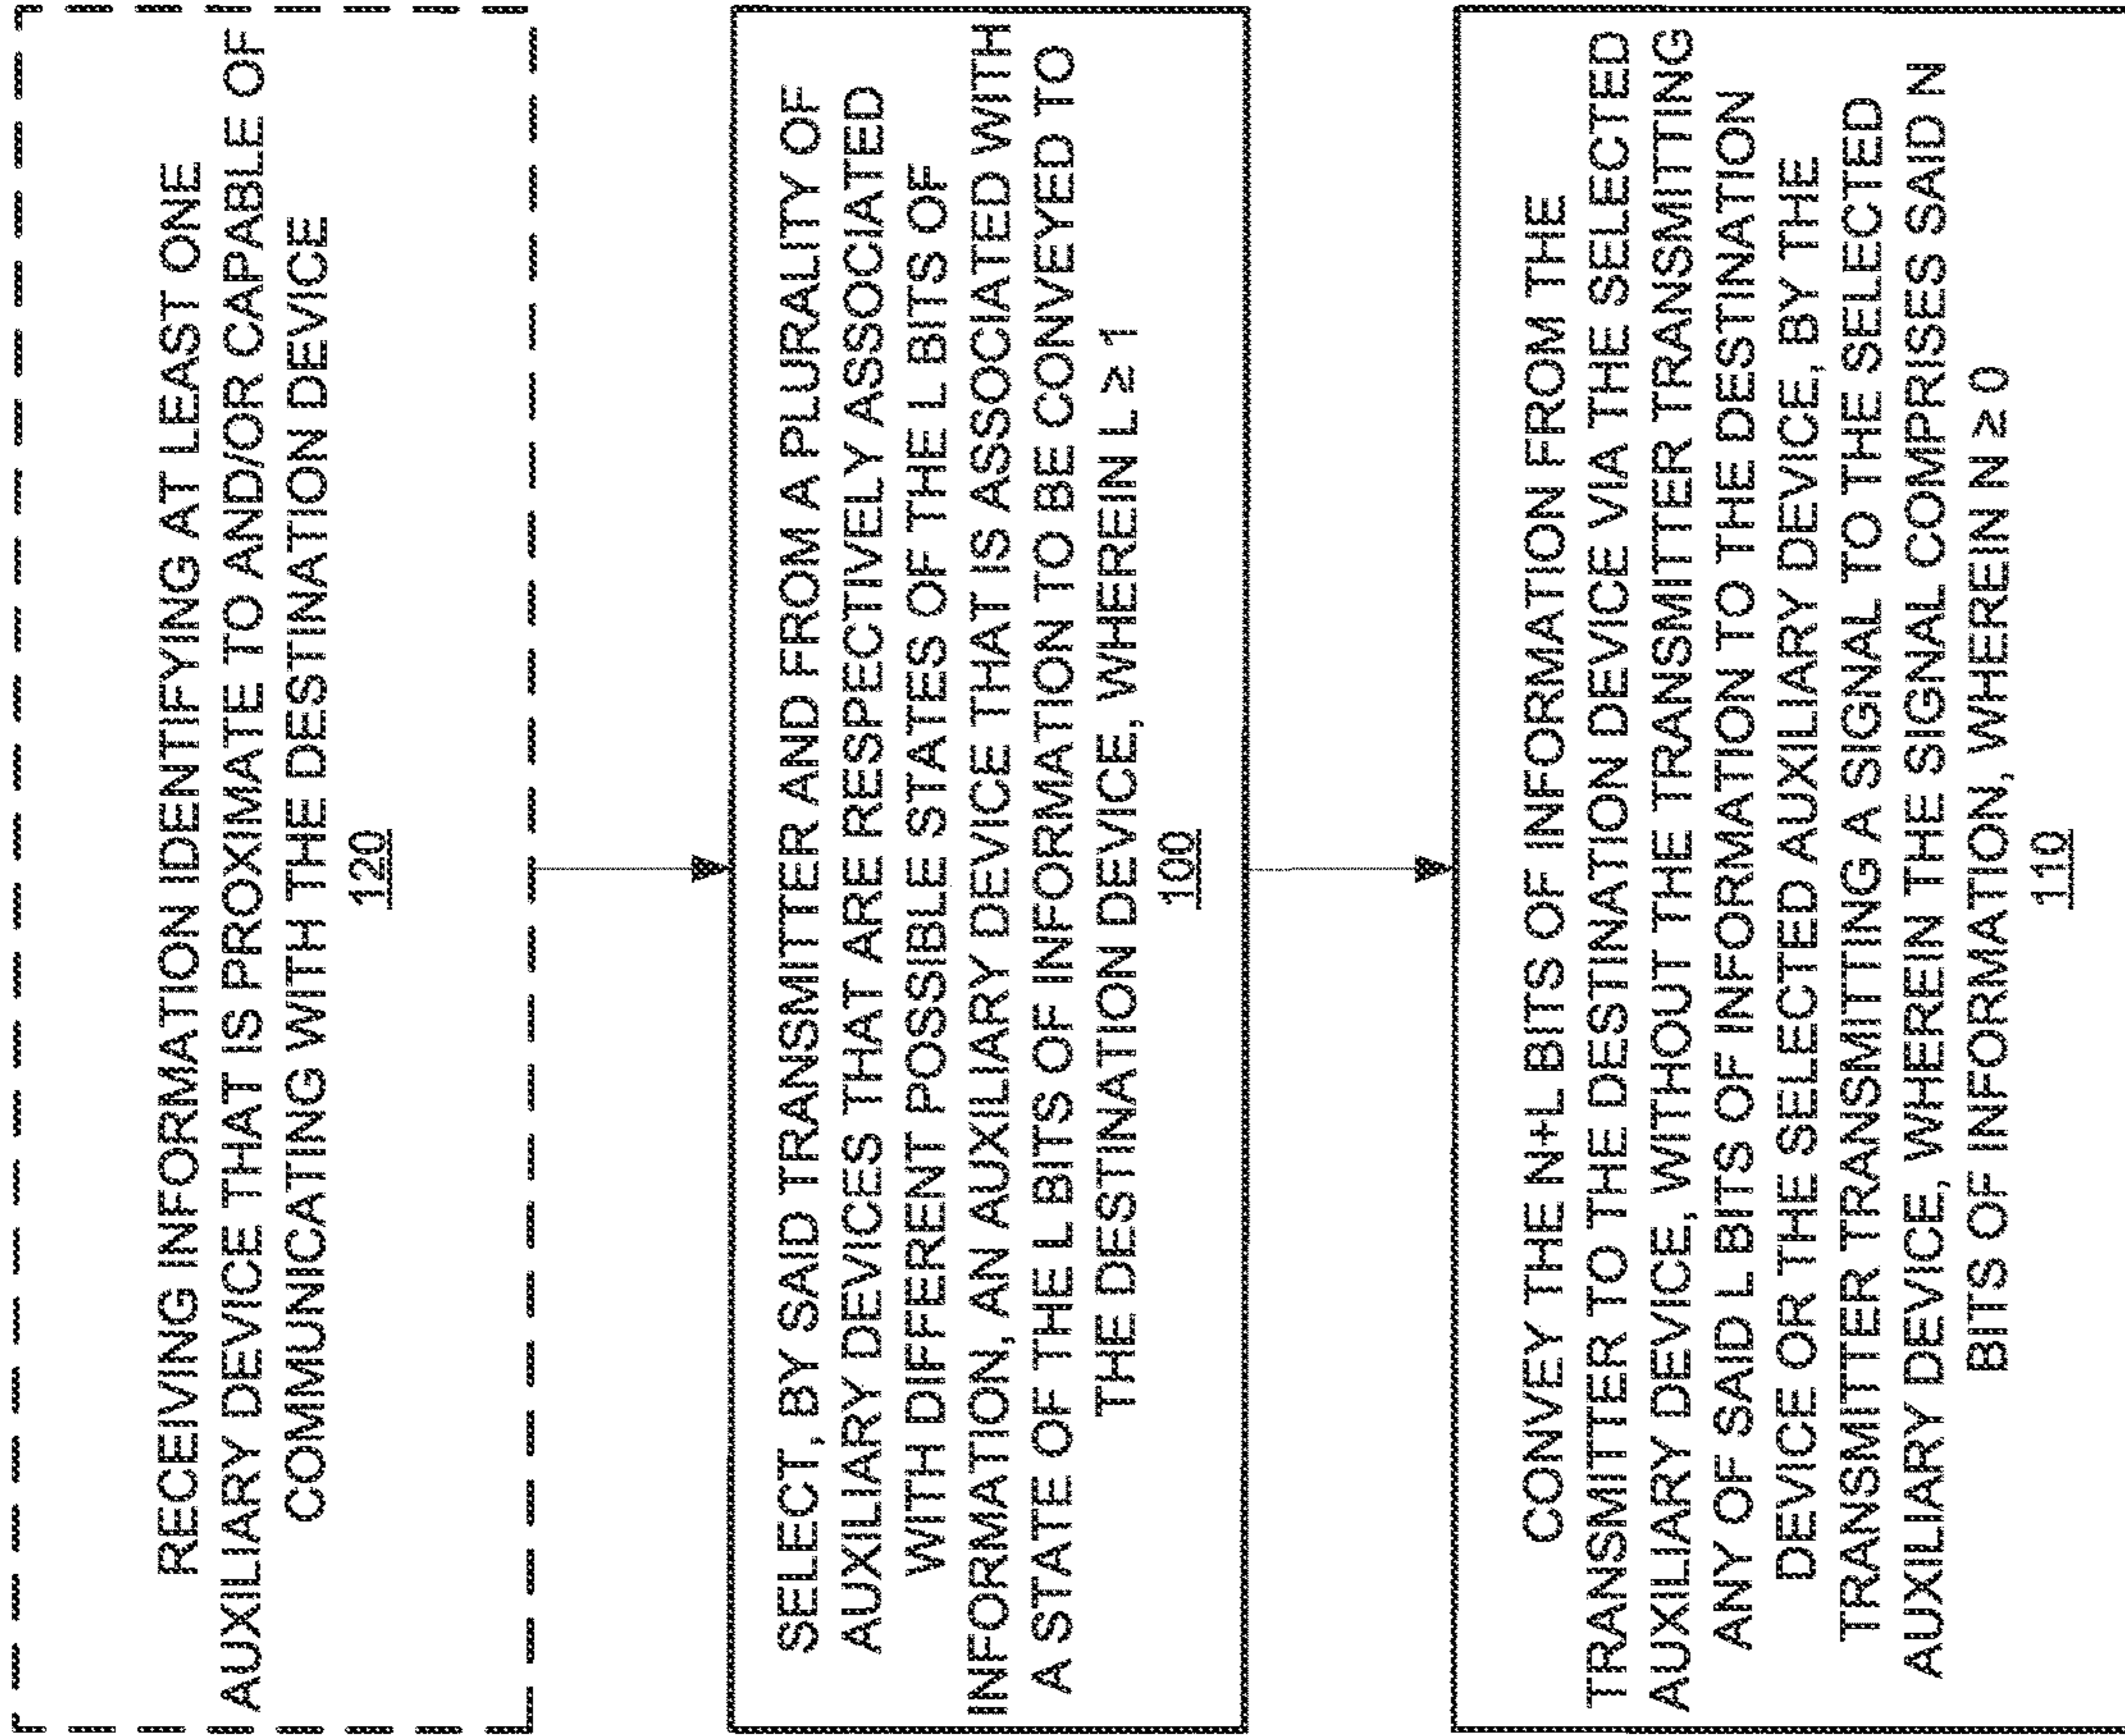 RECEIVING INFORMATION IDENTIFYING AT LEAST ONE
AUXILIARY DEVICE THAT IS PROXIMATE TO AND/OR CAPABLE OF
COMMUNICATING WITH THE DESTINATION DEVICE
120
SELECT, BY SAID TRANSMITTER AND FROM A PLURALITY OF
AUXILIARY DEVICES THAT ARE RESPECTIVELY ASSOCIATED
WITH DIFFERENT POSSIBLE STATES OF THE L BITS OF
INFORMATION, AN AUXILIARY DEVICE THAT IS ASSOCIATED WITH
A STATE OF THE L BITS OF INFORMATION TO BE CONVEYED TO
THE DESTINATION DEVICE, WHEREIN L ≥ 1
100
CONVEY THE N+L BITS OF INFORMATION FROM THE
TRANSMITTER TO THE DESTINATION DEVICE VIA THE SELECTED
AUXILIARY DEVICE, WITHOUT THE TRANSMITTER TRANSMITTING
ANY OF SAID L BITS OF INFORMATION TO THE DESTINATION
DEVICE OR THE SELECTED AUXILIARY DEVICE, BY THE
TRANSMITTER TRANSMITTING A SIGNAL TO THE SELECTED
AUXILIARY DEVICE, WHEREIN THE SIGNAL COMPRISES SAID N
BITS OF INFORMATION, WHEREIN N ≥ 0
110